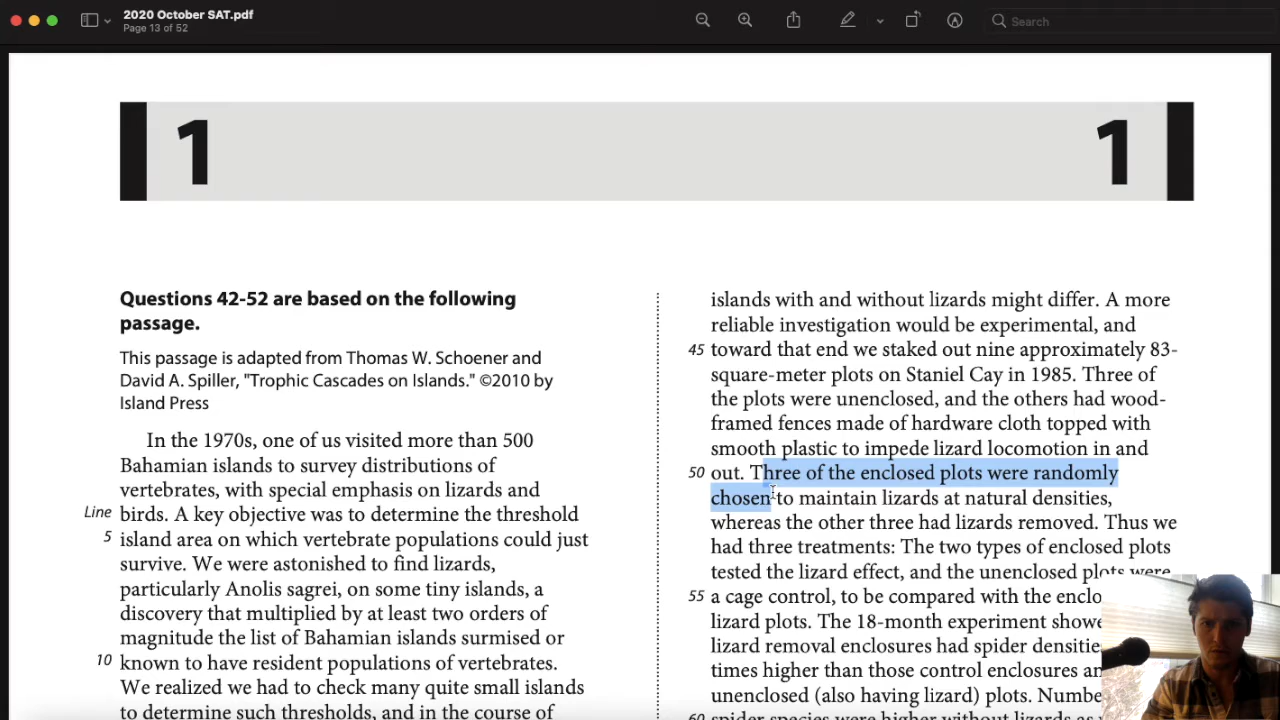 2020 October SAT.pdf
Page 13 of 52
Search
1
1
Questions 42-52 are based on the following
passage.
This passage is adapted from Thomas W. Schoener and
David A. Spiller, "Trophic Cascades on Islands." ©2010 by
Island Press
In the 1970s, one of us visited more than 500
Bahamian islands to survey distributions of
vertebrates, with special emphasis on lizards and
Line birds. A key objective was to determine the threshold
5 island area on which vertebrate populations could just
survive. We were astonished to find lizards,
particularly Anolis sagrei, on some tiny islands, a
discovery that multiplied by at least two orders of
magnitude the list of Bahamian islands surmised or
10 known to have resident populations of vertebrates.
We realized we had to check many quite small islands
to determine such thresholds, and in the course of
islands with and without lizards might differ. A more
reliable investigation would be experimental, and
45 toward that end we staked out nine approximately 83-
square-meter plots on Staniel Cay in 1985. Three of
the plots were unenclosed, and the others had wood-
framed fences made of hardware cloth topped with
smooth plastic to impede lizard locomotion in and
50 out. Three of the enclosed plots were randomly
chosen to maintain lizards at natural densities,
whereas the other three had lizards removed. Thus we
had three treatments: The two types of enclosed plots
tested the lizard effect, and the unenclosed plots were
55 a cage control, to be compared with the enclo
lizard plots. The 18-month experiment showe
lizard removal enclosures had spider densitie
times higher than those control enclosures an
unenclosed (also having lizard) plots. Numbe
60 spider species were higher without lizards as